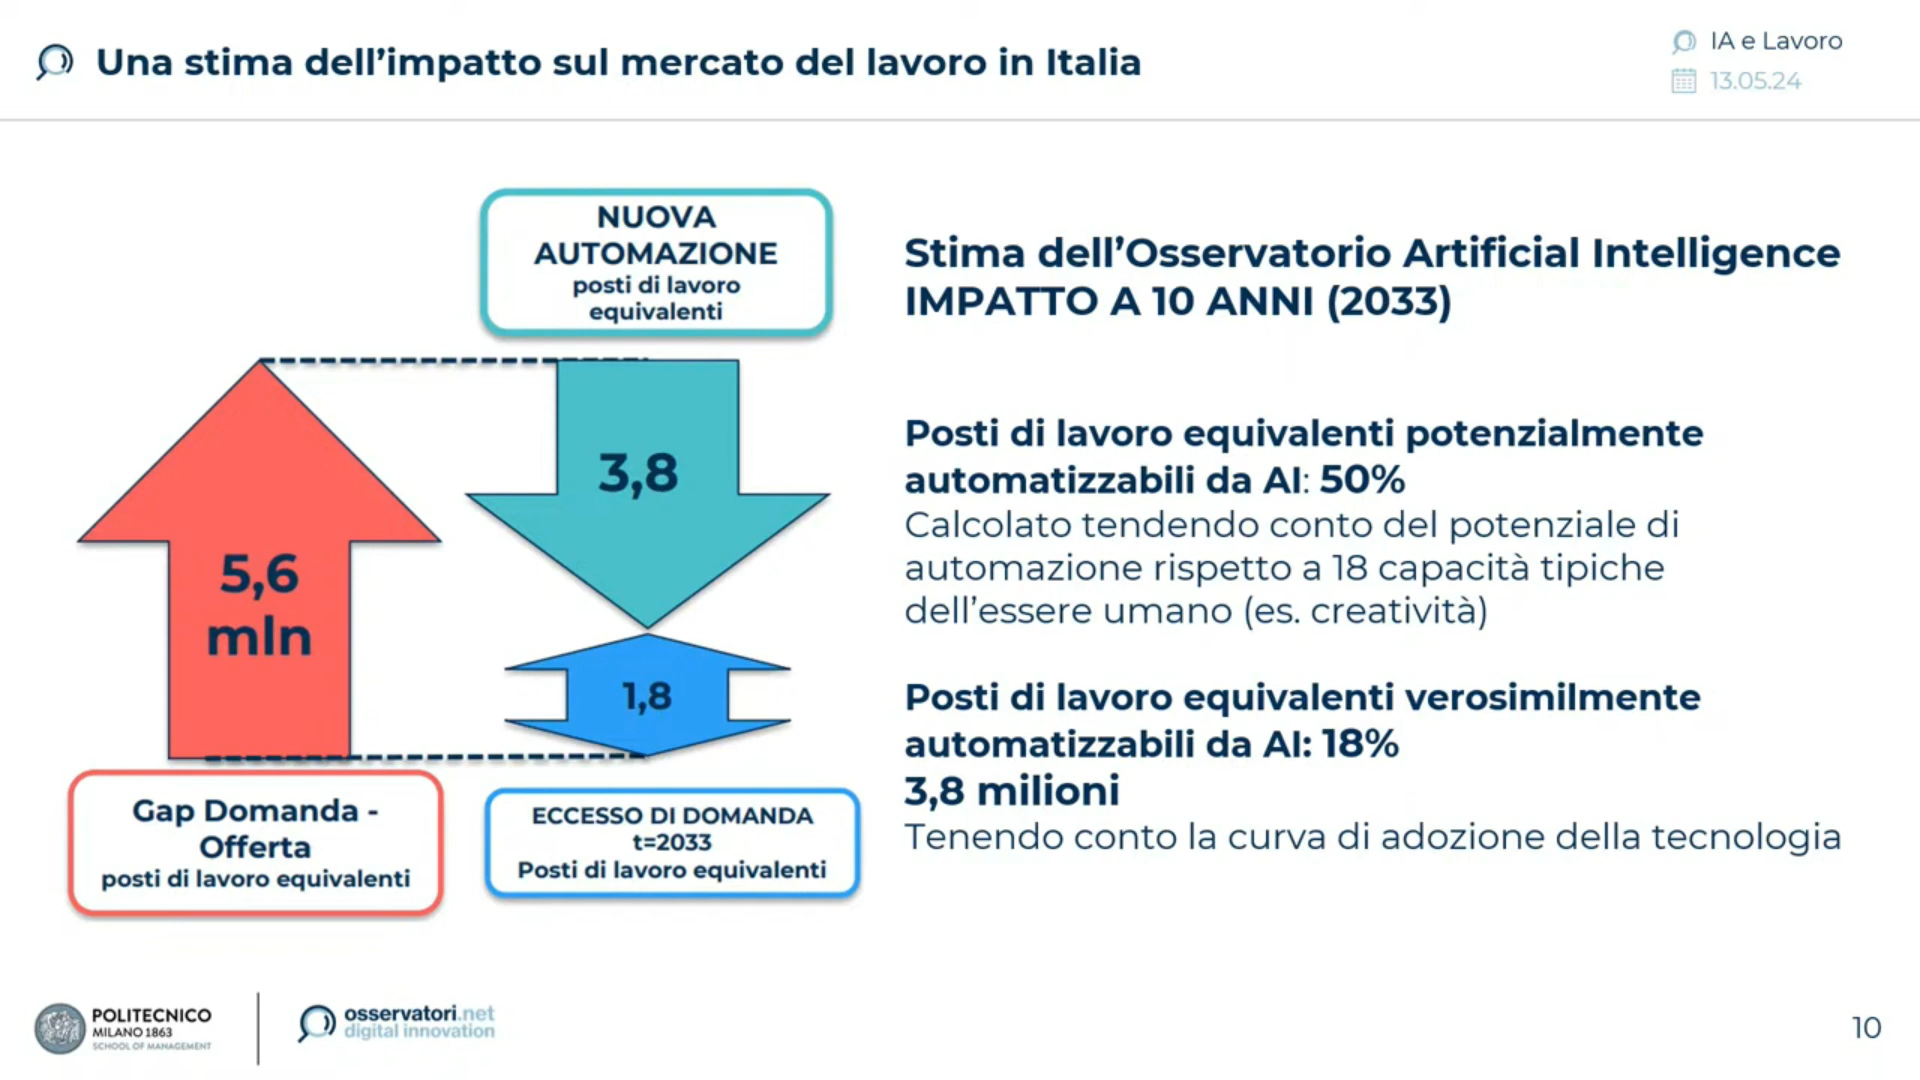 Una stima dell’impatto sul mercato del lavoro in Italia
IA e Lavoro
13.05.24
NUOVA
AUTOMAZIONE
posti di lavoro
equivalenti
3,8
5,6
mln
1,8
Gap Domanda -
Offerta
posti di lavoro equivalenti
ECCESSO DI DOMANDA
t=2033
Posti di lavoro equivalenti
Stima dell’Osservatorio Artificial Intelligence
IMPATTO A 10 ANNI (2033)
Posti di lavoro equivalenti potenzialmente
automatizzabili da AI: 50%
Calcolato tendendo conto del potenziale di
automazione rispetto a 18 capacità tipiche
dell’essere umano (es. creatività)
Posti di lavoro equivalenti verosimilmente
automatizzabili da AI: 18%
3,8 milioni
Tenendo conto la curva di adozione della tecnologia
POLITECNICO
MILANO 1863
SCHOOL OF MANAGEMENT
osservatori.net
digital innovation
10